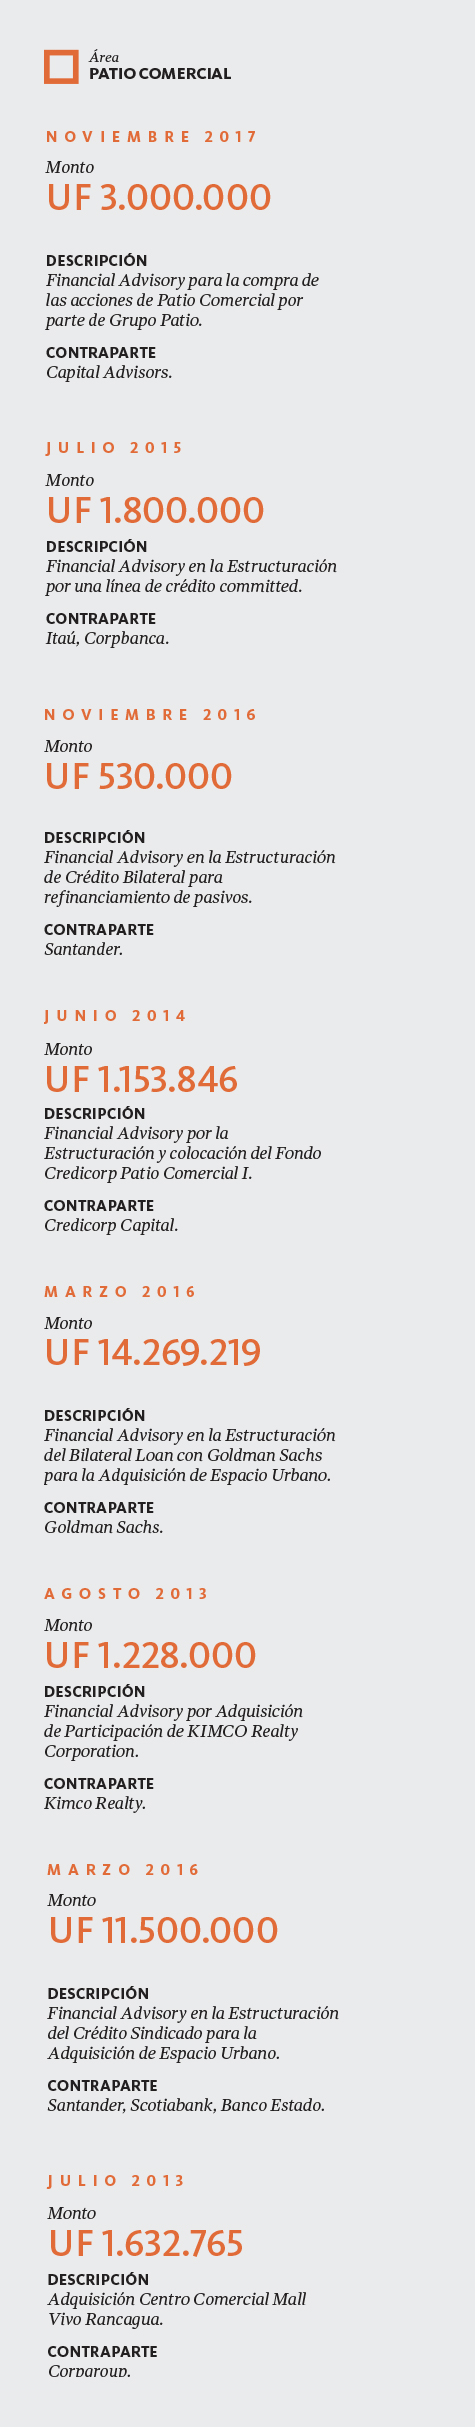 Área
PATIO COMERCIAL
NOVIEMBRE 2017
Monto
UF 3.000.000
DESCRIPCIÓN
Financial Advisory para la compra de
las acciones de Patio Comercial por
parte de Grupo Patio.
CONTRAPARTE
Capital Advisors.
JULIO 2015
Monto
UF 1.800.000
DESCRIPCIÓN
Financial Advisory en la Estructuración
por una línea de crédito committed.
CONTRAPARTE
Itaú, Corpbanca.
NOVIEMBRE 2016
Monto
UF 530.000
DESCRIPCIÓN
Financial Advisory en la Estructuración
de Crédito Bilateral para
refinanciamiento de pasivos.
CONTRAPARTE
Santander.
JUNIO 2014
Monto
UF 1.153.846
DESCRIPCIÓN
Financial Advisory por la
Estructuración y colocación del Fondo
Credicorp Patio Comercial I.
CONTRAPARTE
Credicorp Capital.
MARZO 2016
Monto
UF 14.269.219
DESCRIPCIÓN
Financial Advisory en la Estructuración
del Bilateral Loan con Goldman Sachs
para la Adquisición de Espacio Urbano.
CONTRAPARTE
Goldman Sachs.
AGOSTO 2013
Monto
UF 1.228.000
DESCRIPCIÓN
Financial Advisory por Adquisición
de Participación de KIMCO Realty
Corporation.
CONTRAPARTE
Kimco Realty.
MARZO 2016
Monto
UF 11.500.000
DESCRIPCIÓN
Financial Advisory en la Estructuración
del Crédito Sindicado para la
Adquisición de Espacio Urbano.
CONTRAPARTE
Santander, Scotiabank, Banco Estado.
JULIO 2013
Monto
UF 1.632.765
DESCRIPCIÓN
Adquisición Centro Comercial Mall
Vivo Rancagua.
CONTRAPARTE
Corpgroup.